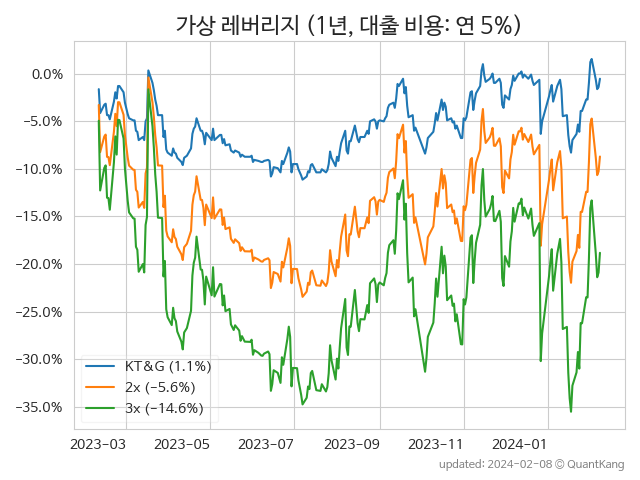 가상 레버리지 (1년, 대출 비용: 연 5%)
0.0%
−5.0%
−10.0%
−15.0%
−20.0%
−25.0%
−30.0%
−35.0%
KT&G (1.1%)
2x (−5.6%)
3x (−14.6%)
2023-03 2023-05 2023-07 2023-09 2023-11 2024-01
updated: 2024-02-08 ⓒ QuantKang